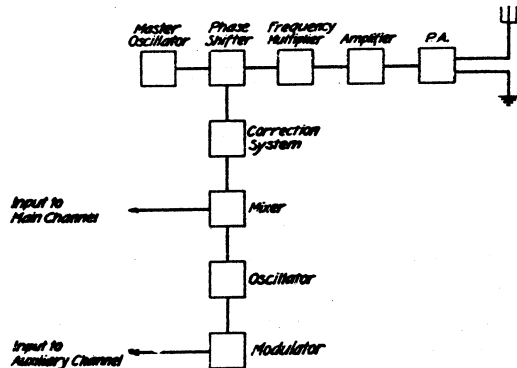 Master
Oscillator
Phase
Shifter
Frequency
Multiplier
Amplifier
P.A.
Correction
System
Input to
Main Channel
Mixer
Oscillator
Input to
Auxiliary Channel
Modulator